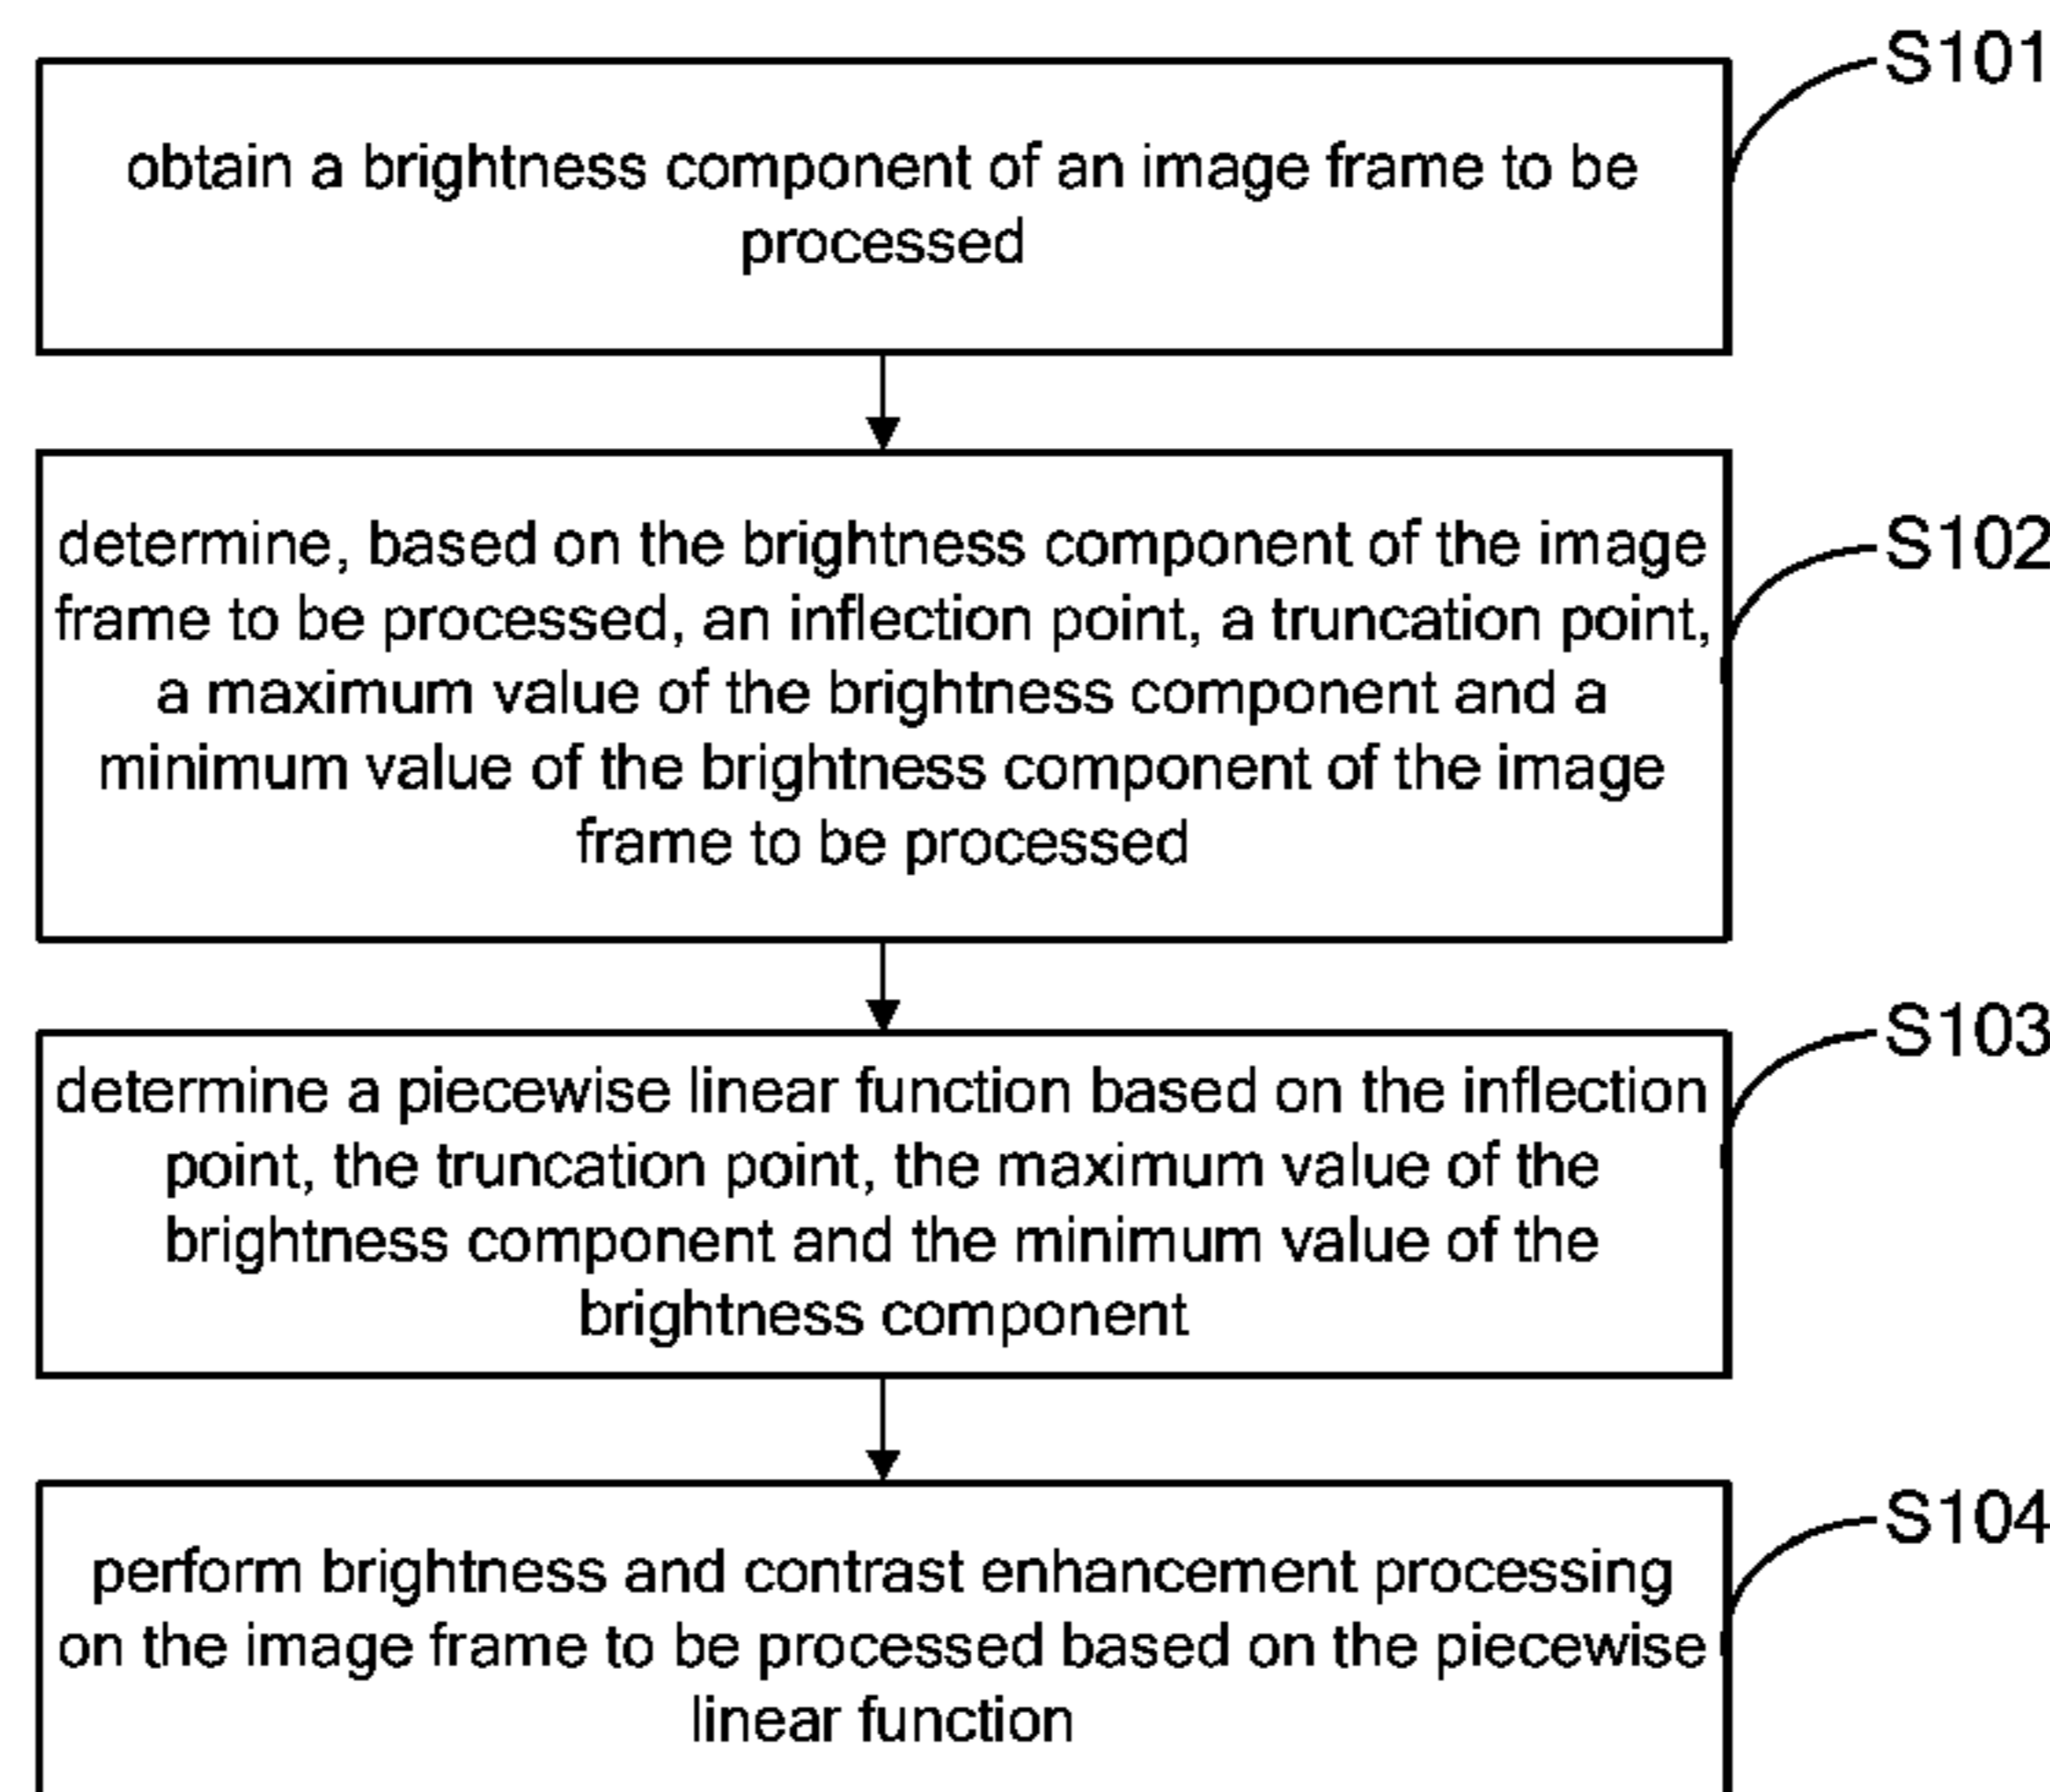 S101
obtain a brightness component of an image frame to be
processed
S102
determine, based on the brightness component of the image
frame to be processed, an inflection point, a truncation point,
a maximum value of the brightness component and a
minimum value of the brightness component of the image
frame to be processed
S103
determine a piecewise linear function based on the inflection
point, the truncation point, the maximum value of the
brightness component and the minimum value of the
brightness component
S104
perform brightness and contrast enhancement processing
on the image frame to be processed based on the piecewise
linear function